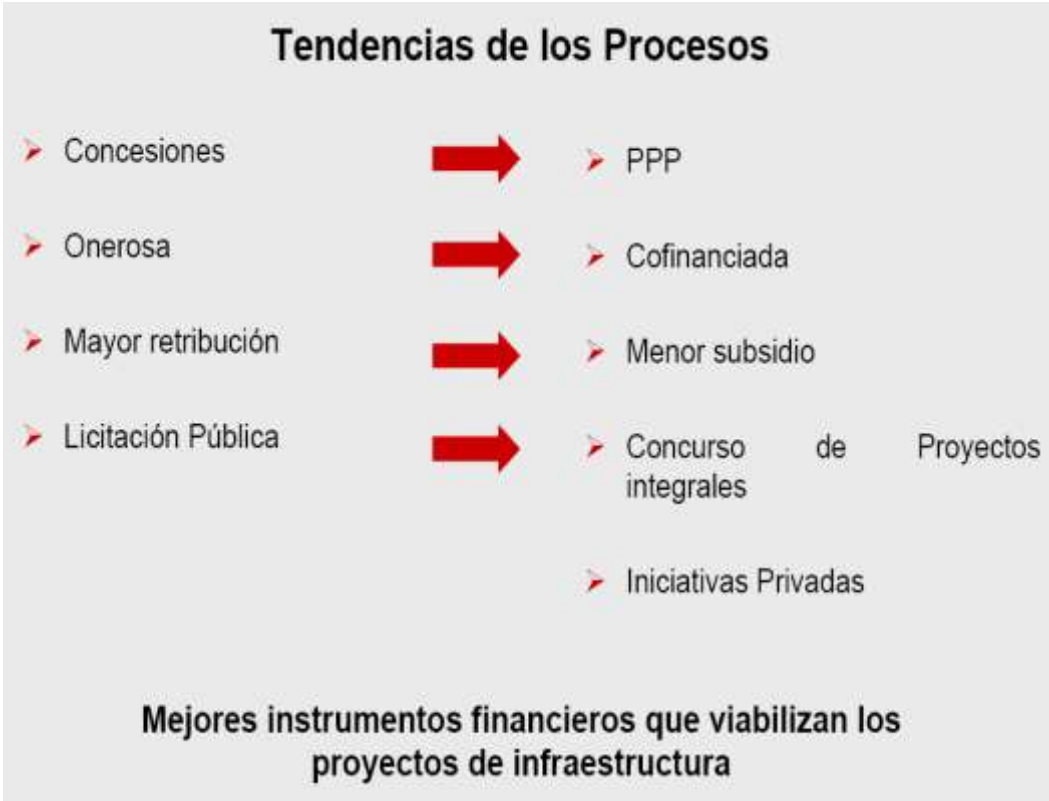 Tendencias de los Procesos
Concesiones
PPP
Onerosa
Cofinanciada
Mayor retribución
Menor subsidio
Licitación Pública
Concurso de Proyectos
integrales
Iniciativas Privadas
Mejores instrumentos financieros que viabilizan los
proyectos de infraestructura